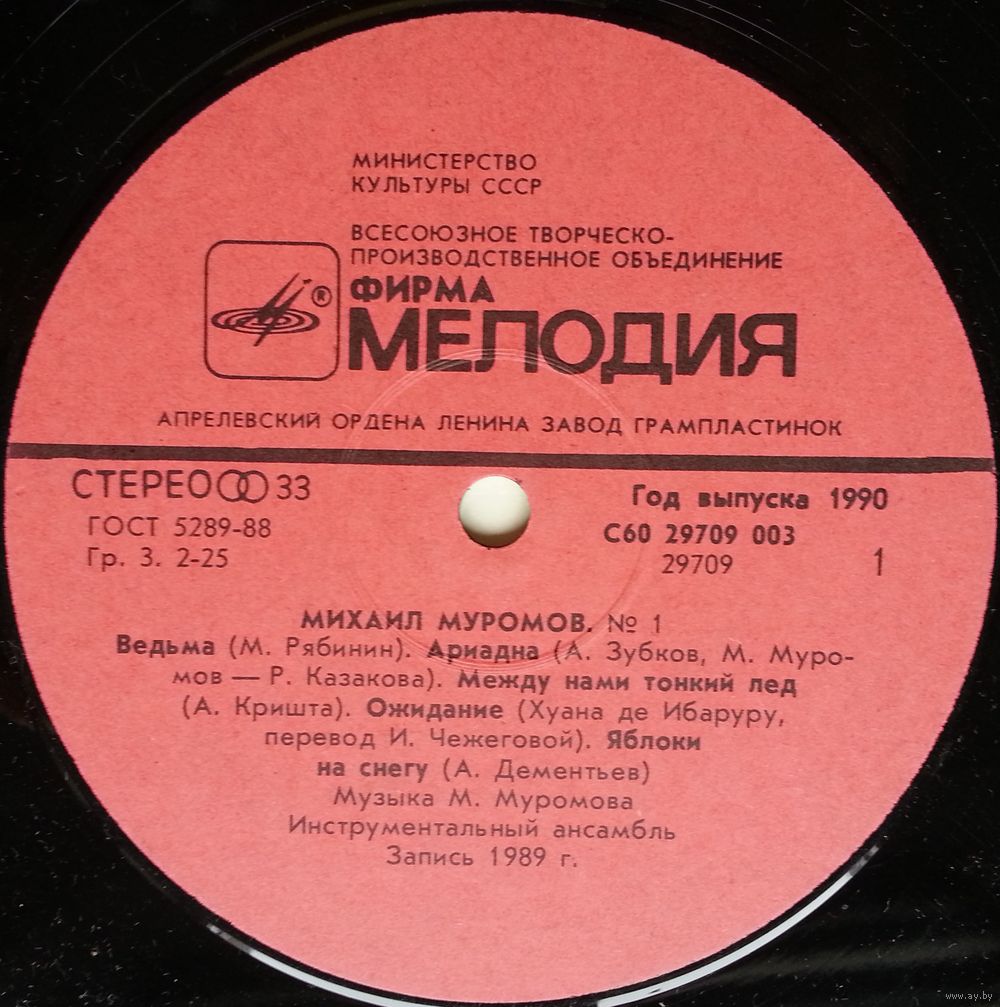 МИНИСТЕРСТВО
КУЛЬТУРЫ СССР
ВСЕСОЮЗНОЕ ТВОРЧЕСКО-
ПРОИЗВОДСТВЕННОЕ ОБЪЕДИНЕНИЕ
ФИРМА
®
МЕЛОДИЯ
АПРЕЛЕВСКИЙ ОРДЕНА ЛЕНИНА ЗАВОД ГРАМПЛАСТИНОК
СТЕРЕО 33
ГОСТ 5289-88
Гр. 3. 2-25
Год выпуска 1990
С60 29709 003
29709
1
МИХАИЛ МУРОМОВ. № 1
Ведьма (М. Рябинин). Ариадна (А. Зубков, М. Муро-
мов — Р. Казакова). Между нами тонкий лед
(А. Кришта). Ожидание (Хуана де Ибаруру,
перевод И. Чежеговой). Яблоки
на снегу (А. Дементьев)
Музыка М. Муромова
Инструментальный ансамбль
Запись 1989 г.
www.ay.by